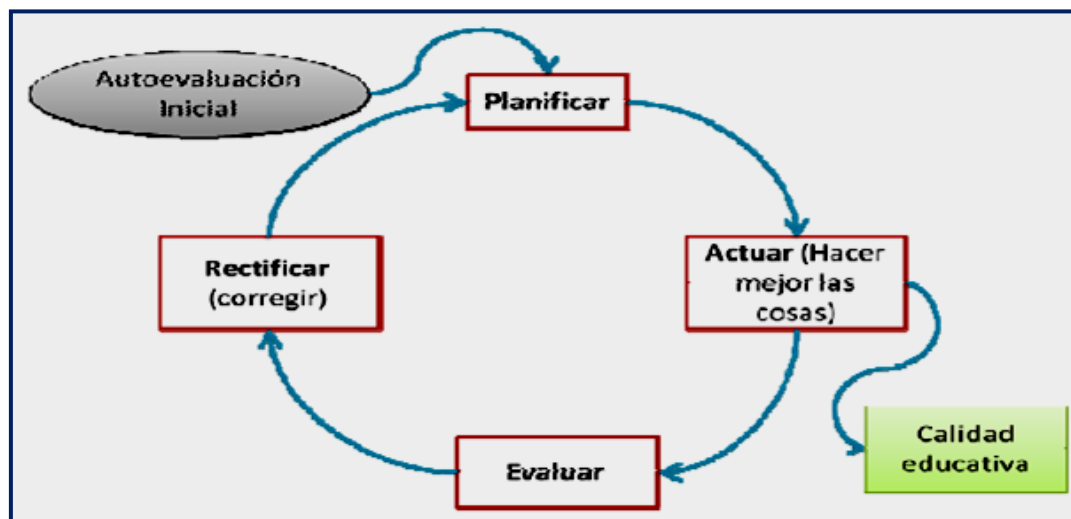 Autoevaluación
Inicial
Planificar
Actuar (Hacer
mejor las
cosas)
Rectificar
(corregir)
Evaluar
Calidad
educativa